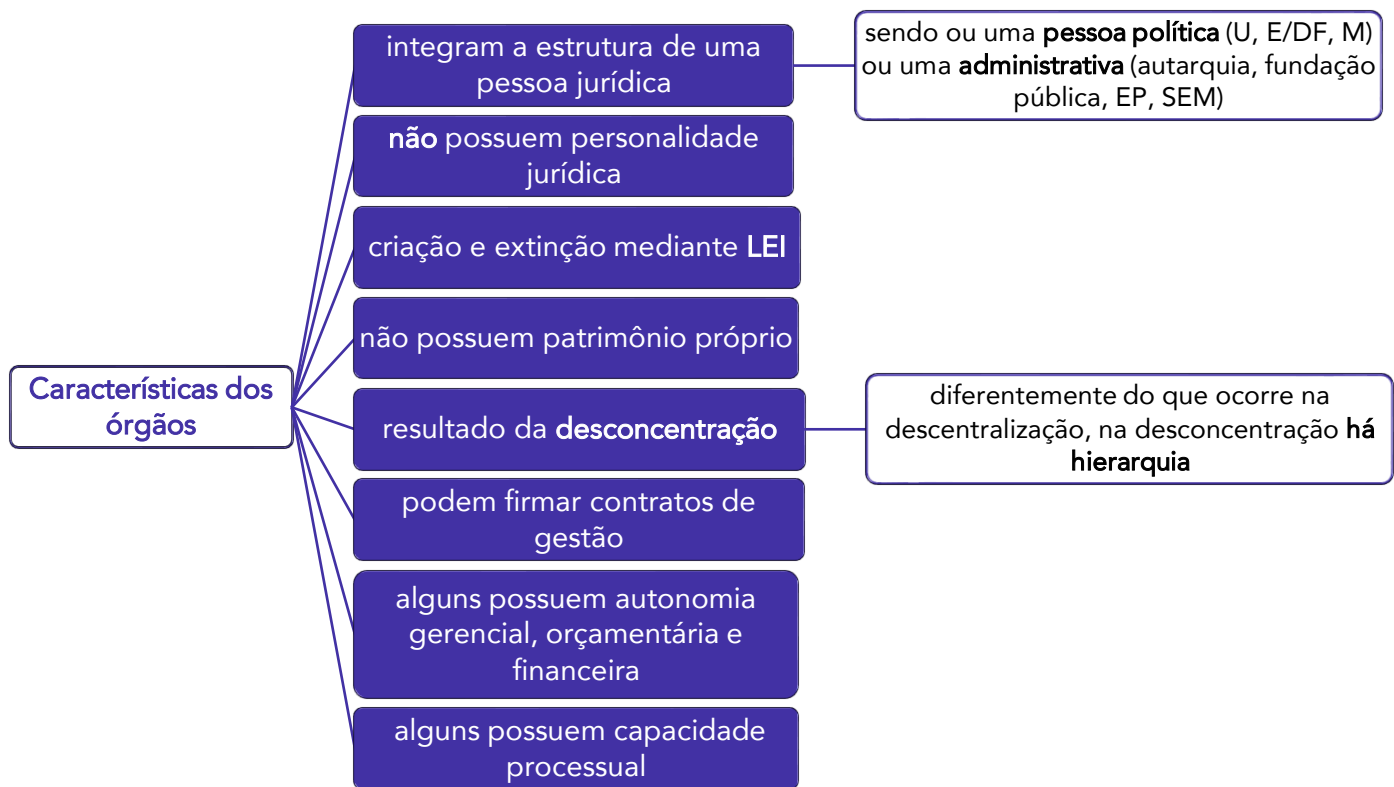 integram a estrutura de uma
pessoa jurídica
sendo ou uma pessoa política (U, E/DF, M)
ou uma administrativa (autarquia, fundação
pública, EP, SEM)
não possuem personalidade
jurídica
criação e extinção mediante LEI
não possuem patrimônio próprio
Características dos
órgãos
resultado da desconcentração
diferentemente do que ocorre na
descentralização, na desconcentração há
hierarquia
podem firmar contratos de
gestão
alguns possuem autonomia
gerencial, orçamentária e
financeira
alguns possuem capacidade
processual